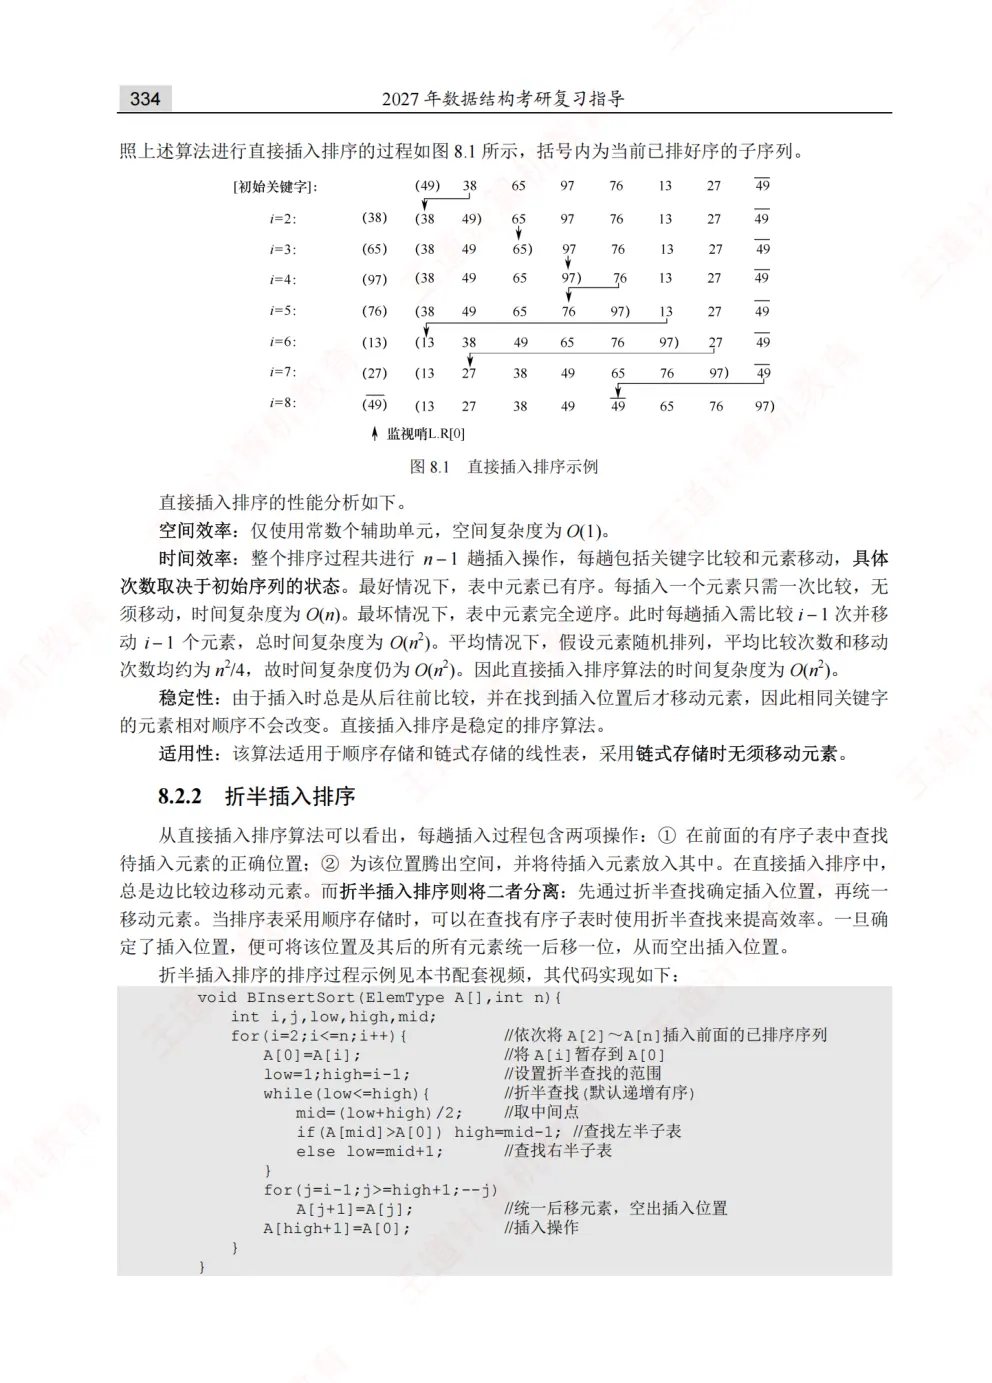 334
2027 年数据结构考研复习指导
照上述算法进行直接插入排序的过程如图 8.1 所示，括号内为当前已排好序的子序列。
[初始关键字]: (49) 38 65 97 76 13 27 4̅9̅
i=2: (38) (38 49) 65 97 76 13 27 4̅9̅
i=3: (65) (38 49 65) 97 76 13 27 4̅9̅
i=4: (97) (38 49 65 97) 76 13 27 4̅9̅
i=5: (76) (38 49 65 76 97) 13 27 4̅9̅
i=6: (13) (13 38 49 65 76 97) 27 4̅9̅
i=7: (27) (13 27 38 49 65 76 97) 4̅9̅
i=8: (4̅9̅) (13 27 38 49 4̅9̅ 65 76 97)
监视哨L.R[0]
图 8.1 直接插入排序示例
直接插入排序的性能分析如下。
空间效率：仅使用常数个辅助单元，空间复杂度为 O(1)。
时间效率：整个排序过程共进行 n – 1 趟插入操作，每趟包括关键字比较和元素移动，具体
次数取决于初始序列的状态。最好情况下，表中元素已有序。每插入一个元素只需一次比较，无
须移动，时间复杂度为 O(n)。最坏情况下，表中元素完全逆序。此时每趟插入需比较 i – 1 次并移
动 i – 1 个元素，总时间复杂度为 O(n²)。平均情况下，假设元素随机排列，平均比较次数和移动
次数均约为 n²/4，故时间复杂度仍为 O(n²)。因此直接插入排序算法的时间复杂度为 O(n²)。
稳定性：由于插入时总是从后往前比较，并在找到插入位置后才移动元素，因此相同关键字
的元素相对顺序不会改变。直接插入排序是稳定的排序算法。
适用性：该算法适用于顺序存储和链式存储的线性表，采用链式存储时无须移动元素。
8.2.2 折半插入排序
从直接插入排序算法可以看出，每趟插入过程包含两项操作：① 在前面的有序子表中查找
待插入元素的正确位置；② 为该位置腾出空间，并将待插入元素放入其中。在直接插入排序中，
总是边比较边移动元素。而折半插入排序则将二者分离：先通过折半查找确定插入位置，再统一
移动元素。当排序表采用顺序存储时，可以在查找有序子表时使用折半查找来提高效率。一旦确
定了插入位置，便可将该位置及其后的所有元素统一后移一位，从而空出插入位置。
折半插入排序的排序过程示例见本书配套视频，其代码实现如下：
void BInsertSort(ElemType A[],int n){
int i,j,low,high,mid;
for(i=2;i<=n;i++){ //依次将 A[2]～A[n]插入前面的已排序序列
A[0]=A[i]; //将 A[i]暂存到 A[0]
low=1;high=i-1; //设置折半查找的范围
while(low<=high){ //折半查找(默认递增有序)
mid=(low+high)/2; //取中间点
if(A[mid]>A[0]) high=mid-1; //查找左半子表
else low=mid+1; //查找右半子表
}
for(j=i-1;j>=high+1;--j)
A[j+1]=A[j]; //统一后移元素，空出插入位置
A[high+1]=A[0]; //插入操作
}
}